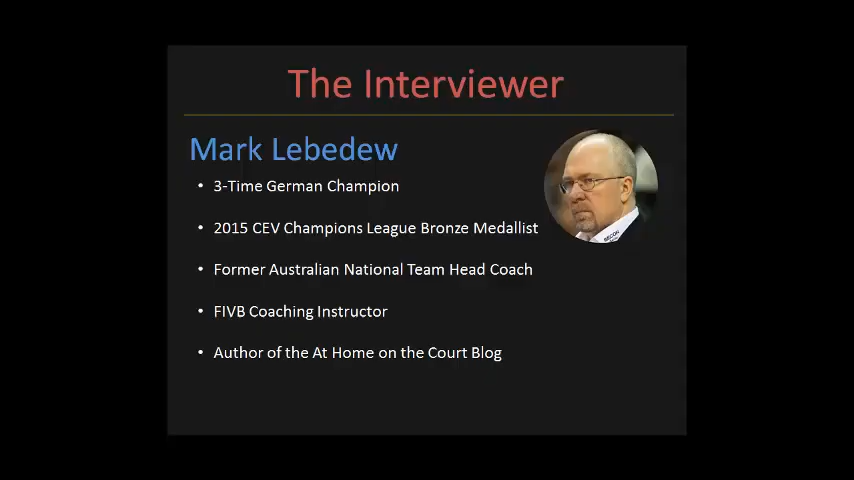 The Interviewer
Mark Lebedew
• 3-Time German Champion
• 2015 CEV Champions League Bronze Medallist
• Former Australian National Team Head Coach
• FIVB Coaching Instructor
• Author of the At Home on the Court Blog